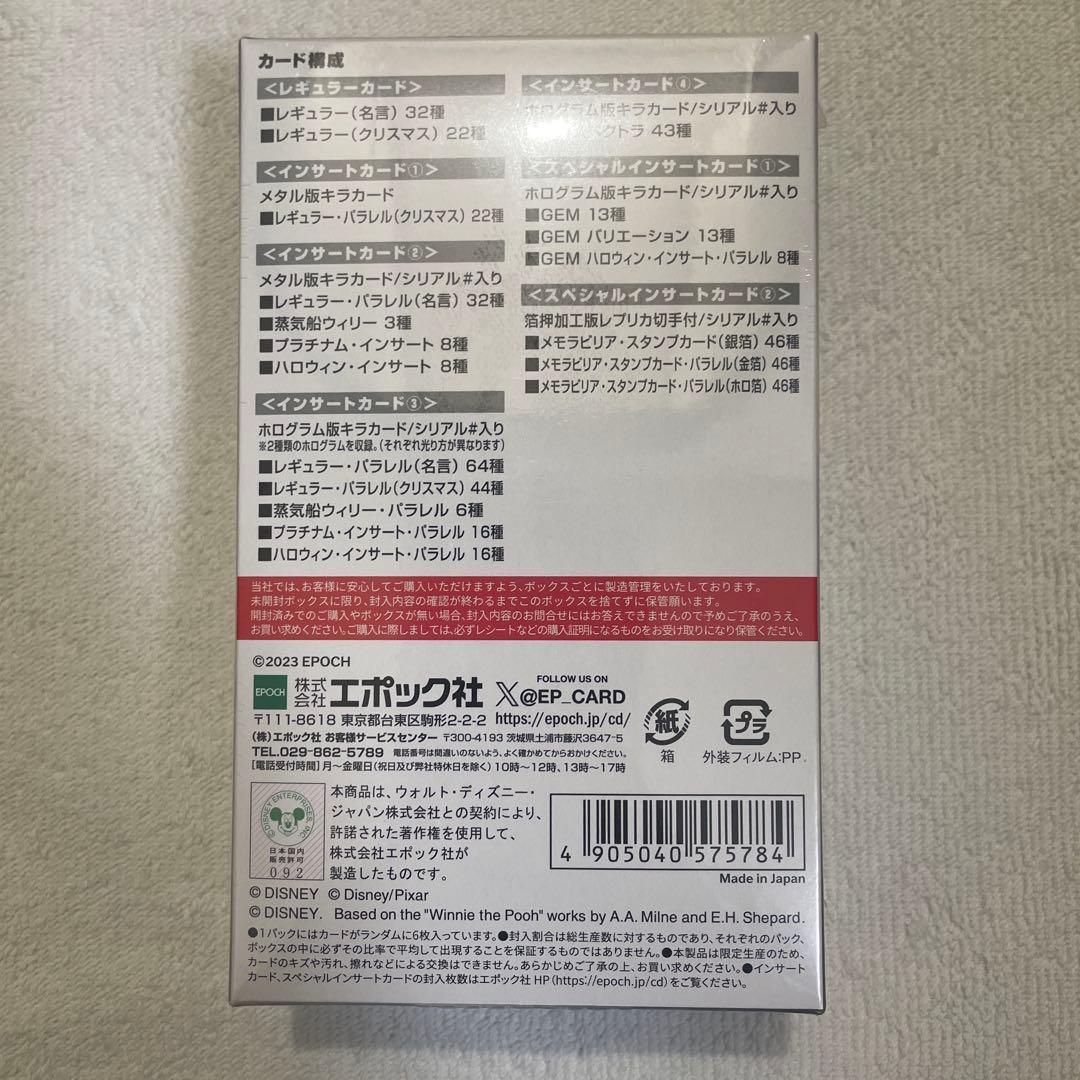 カード構成
<レギュラーカード>
■レギュラー(名言) 32種
■レギュラー(クリスマス) 22種
<インサートカード①>
メタル版キラカード
■レギュラー・パラレル(クリスマス) 22種
<インサートカード②>
メタル版キラカード/シリアル#入り
■レギュラー・パラレル(名言) 32種
■蒸気船ウィリー 3種
■プラチナム・インサート 8種
■ハロウィン・インサート 8種
<インサートカード③>
ホログラム版キラカード/シリアル#入り
※2種類のホログラムを収録。(それぞれ光り方が異なります)
■レギュラー・パラレル(名言) 64種
■レギュラー・パラレル(クリスマス) 44種
■蒸気船ウィリー・パラレル 6種
■プラチナム・インサート・パラレル 16種
■ハロウィン・インサート・パラレル 16種
<インサートカード④>
ホログラム版キラカード/シリアル#入り
クトラ 43種
<スペシャルインサートカード①>
ホログラム版キラカード/シリアル#入り
■GEM 13種
■GEM バリエーション 13種
■GEM ハロウィン・インサート・パラレル 8種
<スペシャルインサートカード②>
箔押加工版レプリカ切手付/シリアル#入り
■メモラビリア・スタンプカード(銀箔) 46種
■メモラビリア・スタンプカード・パラレル(金箔) 46種
■メモラビリア・スタンプカード・パラレル(ホロ箔) 46種
当社では、お客様に安心してご購入いただけますよう、ボックスごとに製造管理をいたしております。
未開封ボックスに限り、封入内容の確認が終わるまでこのボックスを捨てずに保管願います。
開封済みでのご購入やボックスが無い場合、封入内容のお問合せにはお答えできませんので予めご了承のうえ、
お買い求めください。ご購入に際しましては、必ずレシートなどの購入証明になるものをお受け取りになり保管ください。
©2023 EPOCH
EPOCH 株式会社 エポック社
FOLLOW US ON
X@EP_CARD
〒111-8618 東京都台東区駒形2-2-2 https://epoch.jp/cd/
(株)エポック社 お客様サービスセンター 〒300-4193 茨城県土浦市藤沢3647-5
TEL.029-862-5789 電話番号は間違いのないよう、よく確かめてからおかけください。
[電話受付時間]月〜金曜日(祝日及び弊社特休日を除く)10時〜12時、13時〜17時
紙
箱
プラ
外装フィルム:PP
©DISNEY ENTERPRISES, INC.
日本国内
販売許可
092
本商品は、ウォルト・ディズニー・
ジャパン株式会社との契約により、
許諾された著作権を使用して、
株式会社エポック社が
製造したものです。
4 905040 575784
Made in Japan
© DISNEY © Disney/Pixar
© DISNEY. Based on the "Winnie the Pooh" works by A.A. Milne and E.H. Shepard.
●1パックにはカードがランダムに6枚入っています。●封入割合は総生産数に対するものであり、それぞれのパック、
ボックスの中に必ずその比率で平均して出現することを保証するものではありません。●本製品は限定生産のため、
カードのキズや汚れ、擦れなどによる交換はできません。あらかじめご了承の上、お買い求めください。●インサート
カード、スペシャルインサートカードの封入枚数はエポック社 HP(https://epoch.jp/cd)をご覧ください。